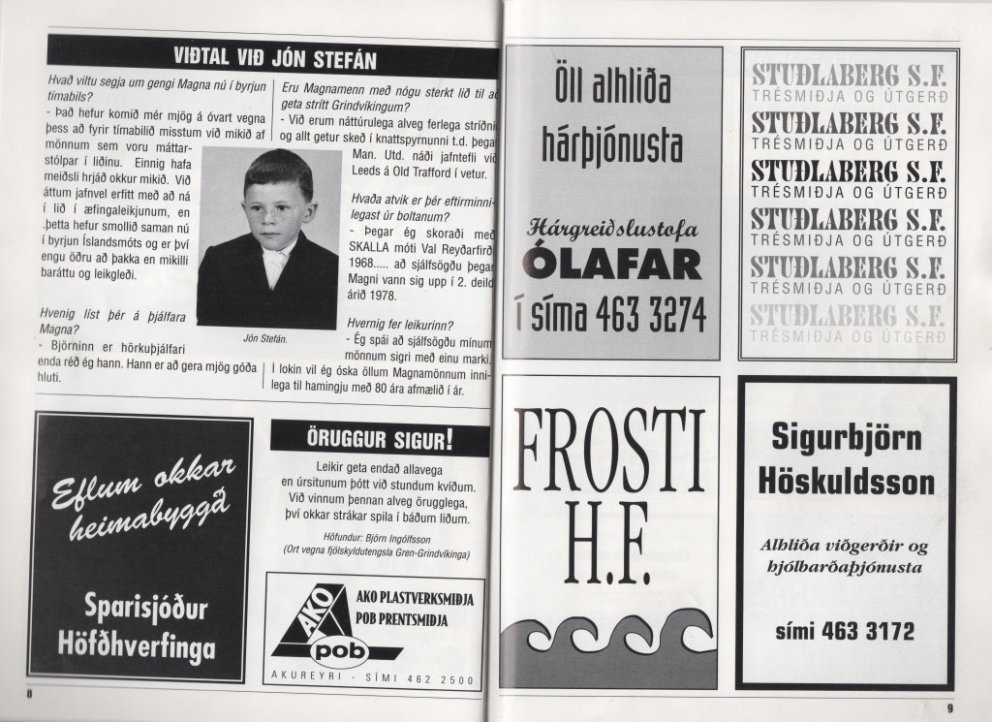 VIÐTAL VIÐ JÓN STEFÁN
Hvað viltu segja um gengi Magna nú í byrjun
tímabils?
- Það hefur komið mér mjög á óvart vegna
þess að fyrir tímabilið misstum við mikið af
mönnum sem voru máttar-
stólpar í liðinu. Einnig hafa
meiðsli hrjáð okkur mikið. Við
áttum jafnvel erfitt með að ná
í lið í æfingaleikjunum, en
þetta hefur smollið saman nú
í byrjun Íslandsmóts og er því
engu öðru að þakka en mikilli
baráttu og leikgleði.
Hvenig líst þér á þjálfara
Magna?
- Björninn er hörkuþjálfari
enda réð ég hann. Hann er að gera mjög góða
hluti.
Jón Stefán.
Eru Magnamenn með nógu sterkt lið til að
geta strítt Grindvíkingum?
- Við erum náttúrulega alveg ferlega stríðni
og allt getur skeð í knattspyrnunni t.d. þegar
Man. Utd. náði jafntefli við
Leeds á Old Trafford í vetur.
Hvaða atvik er þér eftirminni-
legast úr boltanum?
- Þegar ég skoraði með
SKALLA móti Val Reyðarfirði
1968..... að sjálfsögðu þegar
Magni vann sig upp í 2. deild
árið 1978.
Hvernig fer leikurinn?
- Ég spái að sjálfsögðu mínum
mönnum sigri með einu marki.
Í lokin vil ég óska öllum Magnamönnum inni-
lega til hamingju með 80 ára afmælið í ár.
Eflum okkar
heimabyggð
Sparisjóður
Höfðhverfinga
ÖRUGGUR SIGUR!
Leikir geta endað allavega
en úrsitunum þótt við stundum kvíðum.
Við vinnum þennan alveg örugglega,
því okkar strákar spila í báðum liðum.
Höfundur: Björn Ingólfsson
(Ort vegna fjölskyldutengsla Gren-Grindvíkinga)
AKO
pob
AKO PLASTVERKSMIÐJA
POB PRENTSMIÐJA
AKUREYRI - SÍMI 462 2500
8
Öll alhliða
hárþjónusta
Hárgreiðslustofa
ÓLAFAR
í síma 463 3274
STUÐLABERG S.F.
TRÉSMIÐJA OG ÚTGERÐ
STUÐLABERG S.F.
TRÉSMIÐJA OG ÚTGERÐ
STUÐLABERG S.F.
TRÉSMIÐJA OG ÚTGERÐ
STUÐLABERG S.F.
TRÉSMIÐJA OG ÚTGERÐ
STUÐLABERG S.F.
TRÉSMIÐJA OG ÚTGERÐ
STUÐLABERG S.F.
TRÉSMIÐJA OG ÚTGERÐ
FROSTI
H.F.
Sigurbjörn
Höskuldsson
Alhliða viðgerðir og
hjólbarðaþjónusta
sími 463 3172
9